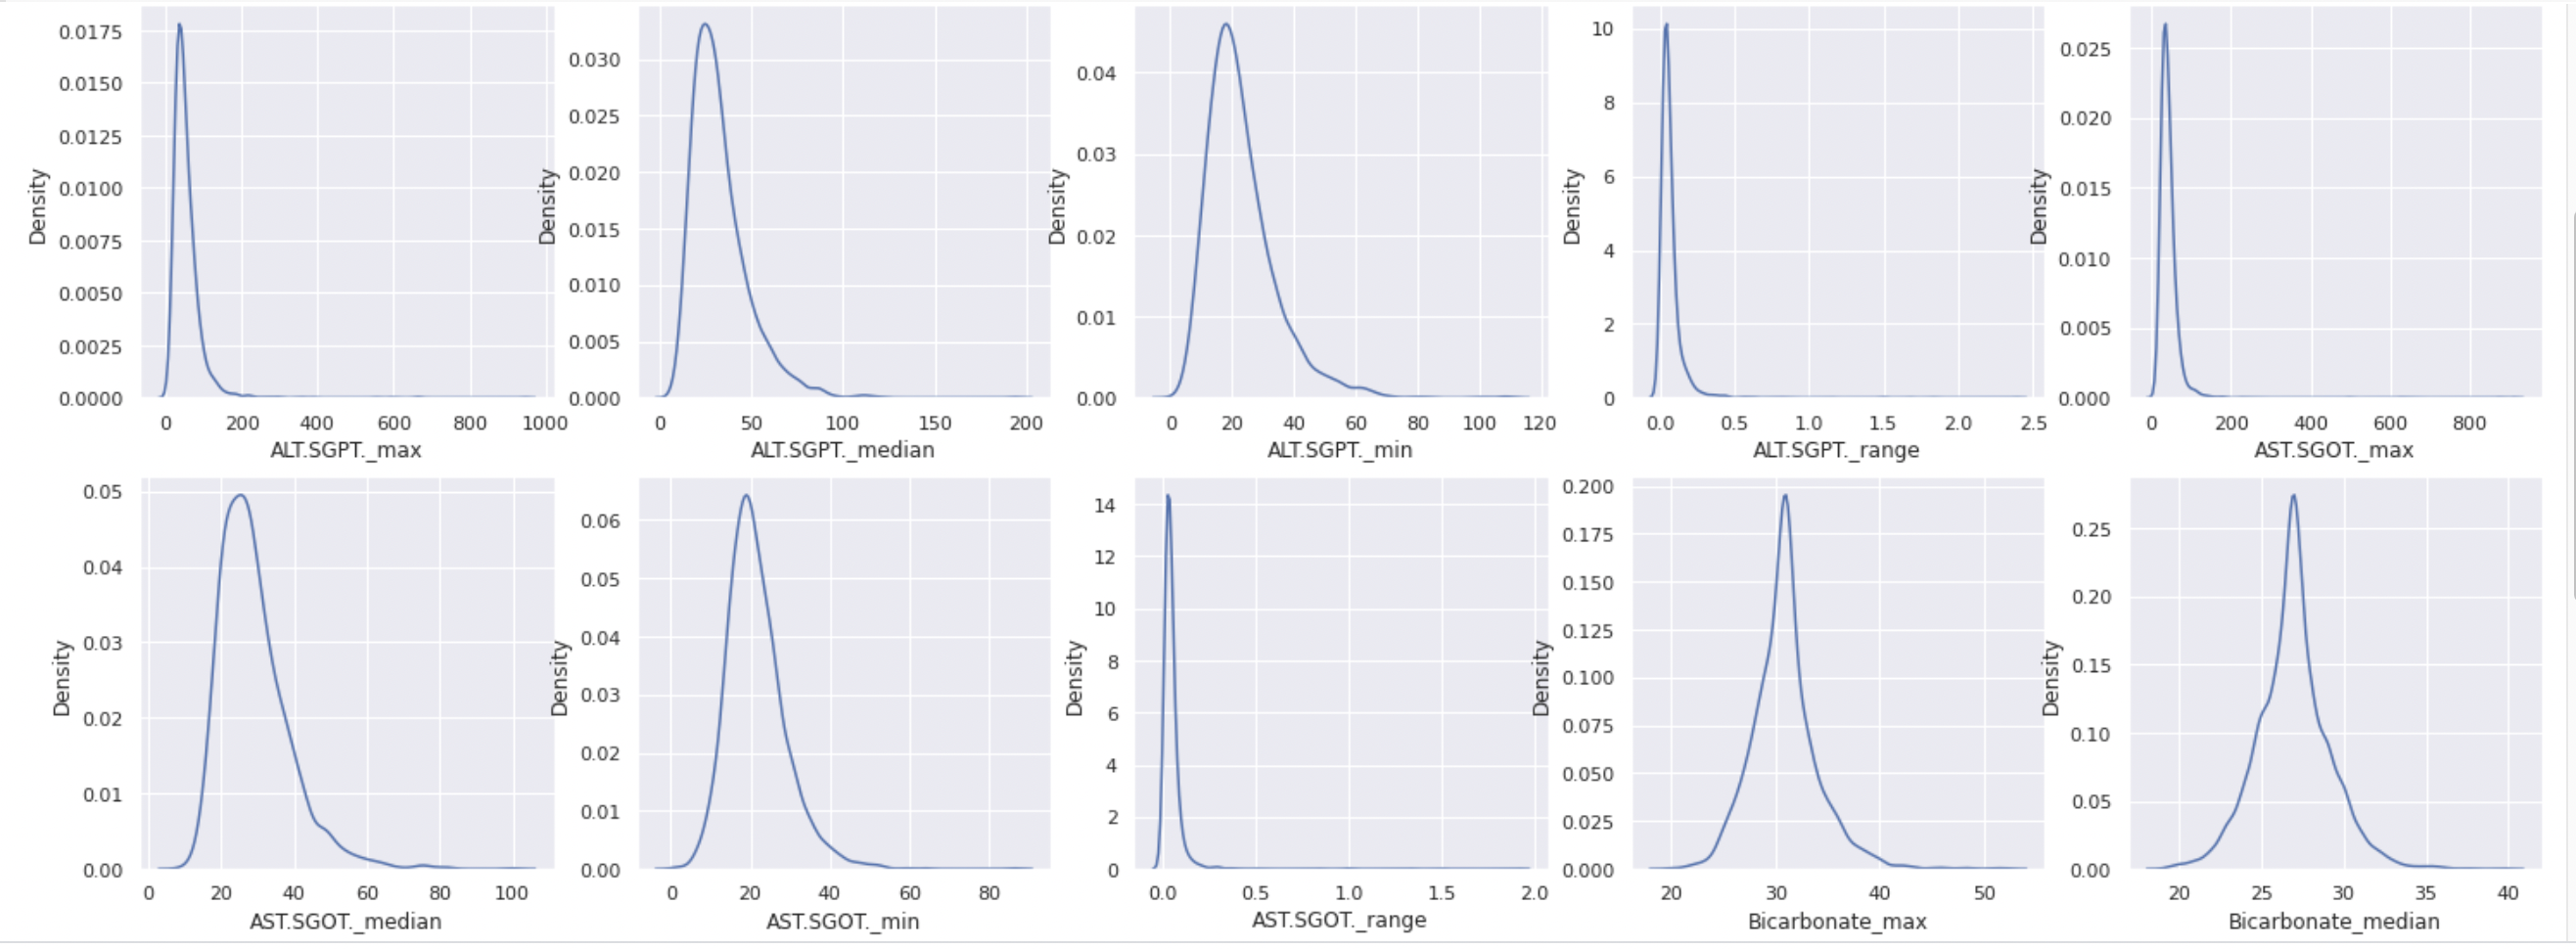 0.0175
0.0150
0.0125
0.0100
0.0075
0.0050
0.0025
0.0000
Density
0 200 400 600 800 1000
ALT.SGPT._max
0.030
0.025
0.020
0.015
0.010
0.005
0.000
Density
0 50 100 150 200
ALT.SGPT._median
0.04
0.03
0.02
0.01
0.00
Density
0 20 40 60 80 100 120
ALT.SGPT._min
10
8
6
4
2
0
Density
0.0 0.5 1.0 1.5 2.0 2.5
ALT.SGPT._range
0.025
0.020
0.015
0.010
0.005
0.000
Density
0 200 400 600 800
AST.SGOT._max
0.05
0.04
0.03
0.02
0.01
0.00
Density
0 20 40 60 80 100
AST.SGOT._median
0.06
0.05
0.04
0.03
0.02
0.01
0.00
Density
0 20 40 60 80
AST.SGOT._min
14
12
10
8
6
4
2
0
Density
0.0 0.5 1.0 1.5 2.0
AST.SGOT._range
0.200
0.175
0.150
0.125
0.100
0.075
0.050
0.025
0.000
Density
20 30 40 50
Bicarbonate_max
0.25
0.20
0.15
0.10
0.05
0.00
Density
20 25 30 35 40
Bicarbonate_median